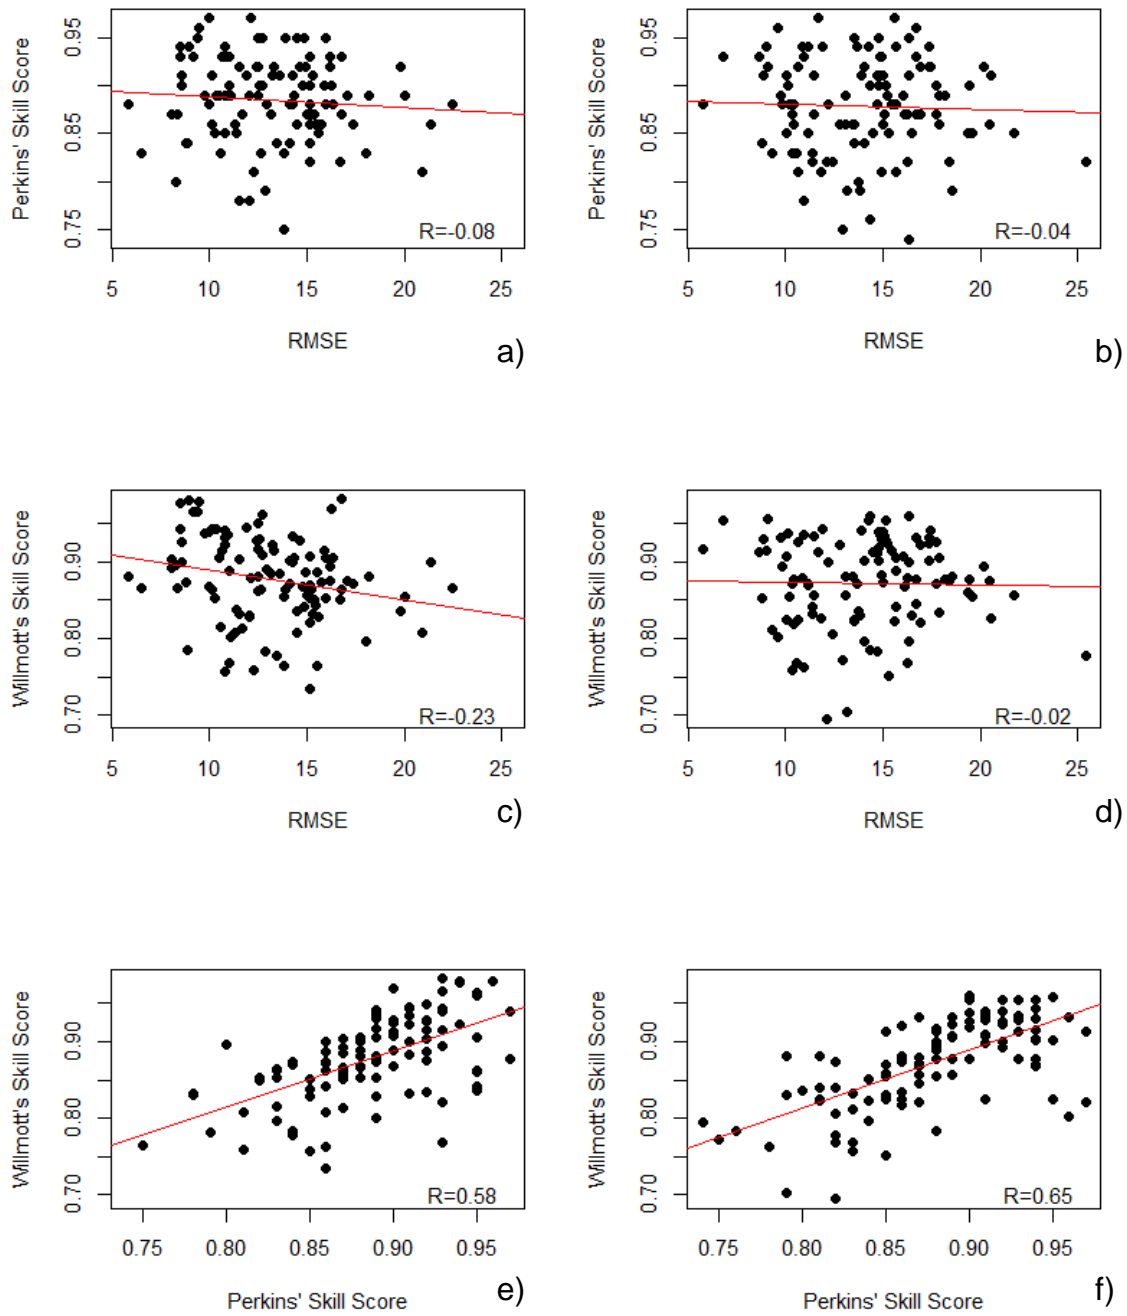 Perkins' Skill Score
0.75 0.85 0.95
R=-0.08
5 10 15 20 25
RMSE
a)
Perkins' Skill Score
0.75 0.85 0.95
R=-0.04
5 10 15 20 25
RMSE
b)
Willmott's Skill Score
0.70 0.80 0.90
R=-0.23
5 10 15 20 25
RMSE
c)
Willmott's Skill Score
0.70 0.80 0.90
R=-0.02
5 10 15 20 25
RMSE
d)
Willmott's Skill Score
0.70 0.80 0.90
R=0.58
0.75 0.80 0.85 0.90 0.95
Perkins' Skill Score
e)
Willmott's Skill Score
0.70 0.80 0.90
R=0.65
0.75 0.80 0.85 0.90 0.95
Perkins' Skill Score
f)